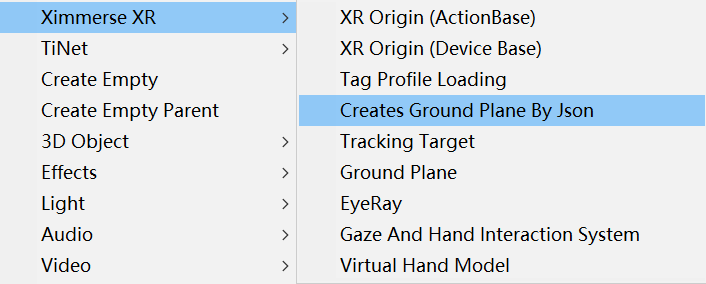 Ximmerse XR
TiNet
Create Empty
Create Empty Parent
3D Object
Effects
Light
Audio
Video
XR Origin (ActionBase)
XR Origin (Device Base)
Tag Profile Loading
Creates Ground Plane By Json
Tracking Target
Ground Plane
EyeRay
Gaze And Hand Interaction System
Virtual Hand Model